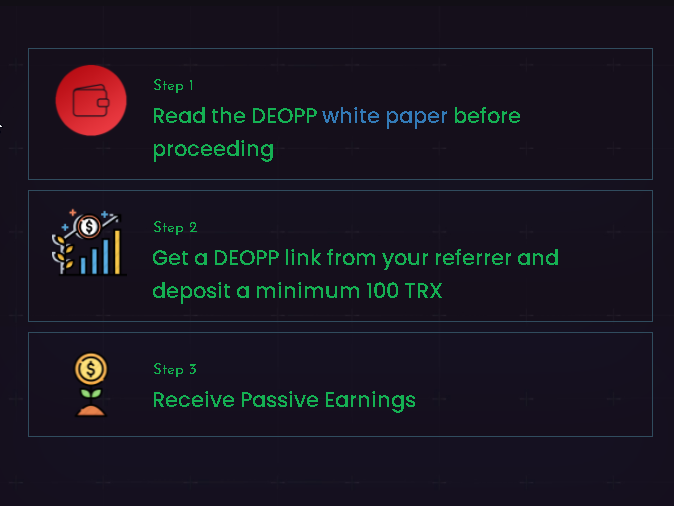 Step 1
Read the DEOPP white paper before
proceeding
Step 2
Get a DEOPP link from your referrer and
deposit a minimum 100 TRX
Step 3
Receive Passive Earnings